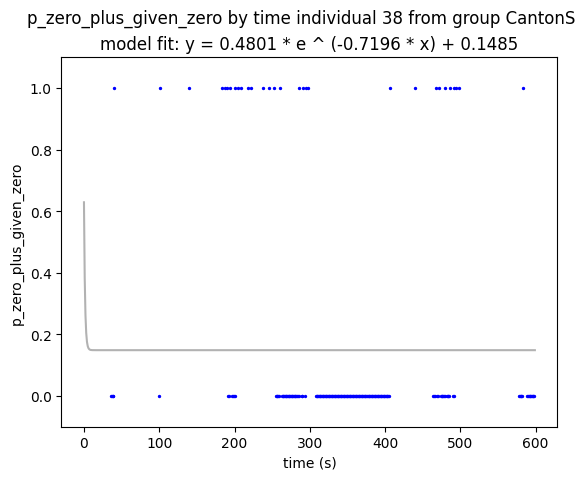 p_zero_plus_given_zero by time individual 38 from group CantonS
model fit: y = 0.4801 * e ^ (-0.7196 * x) + 0.1485
1.0
0.8
0.6
0.4
0.2
0.0
p_zero_plus_given_zero
0 100 200 300 400 500 600
time (s)